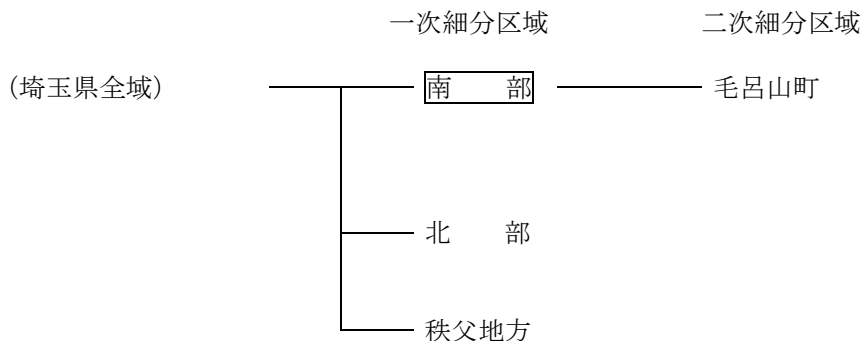 一次細分区域 二次細分区域
(埼玉県全域) 南 部 毛呂山町
北 部
秩父地方